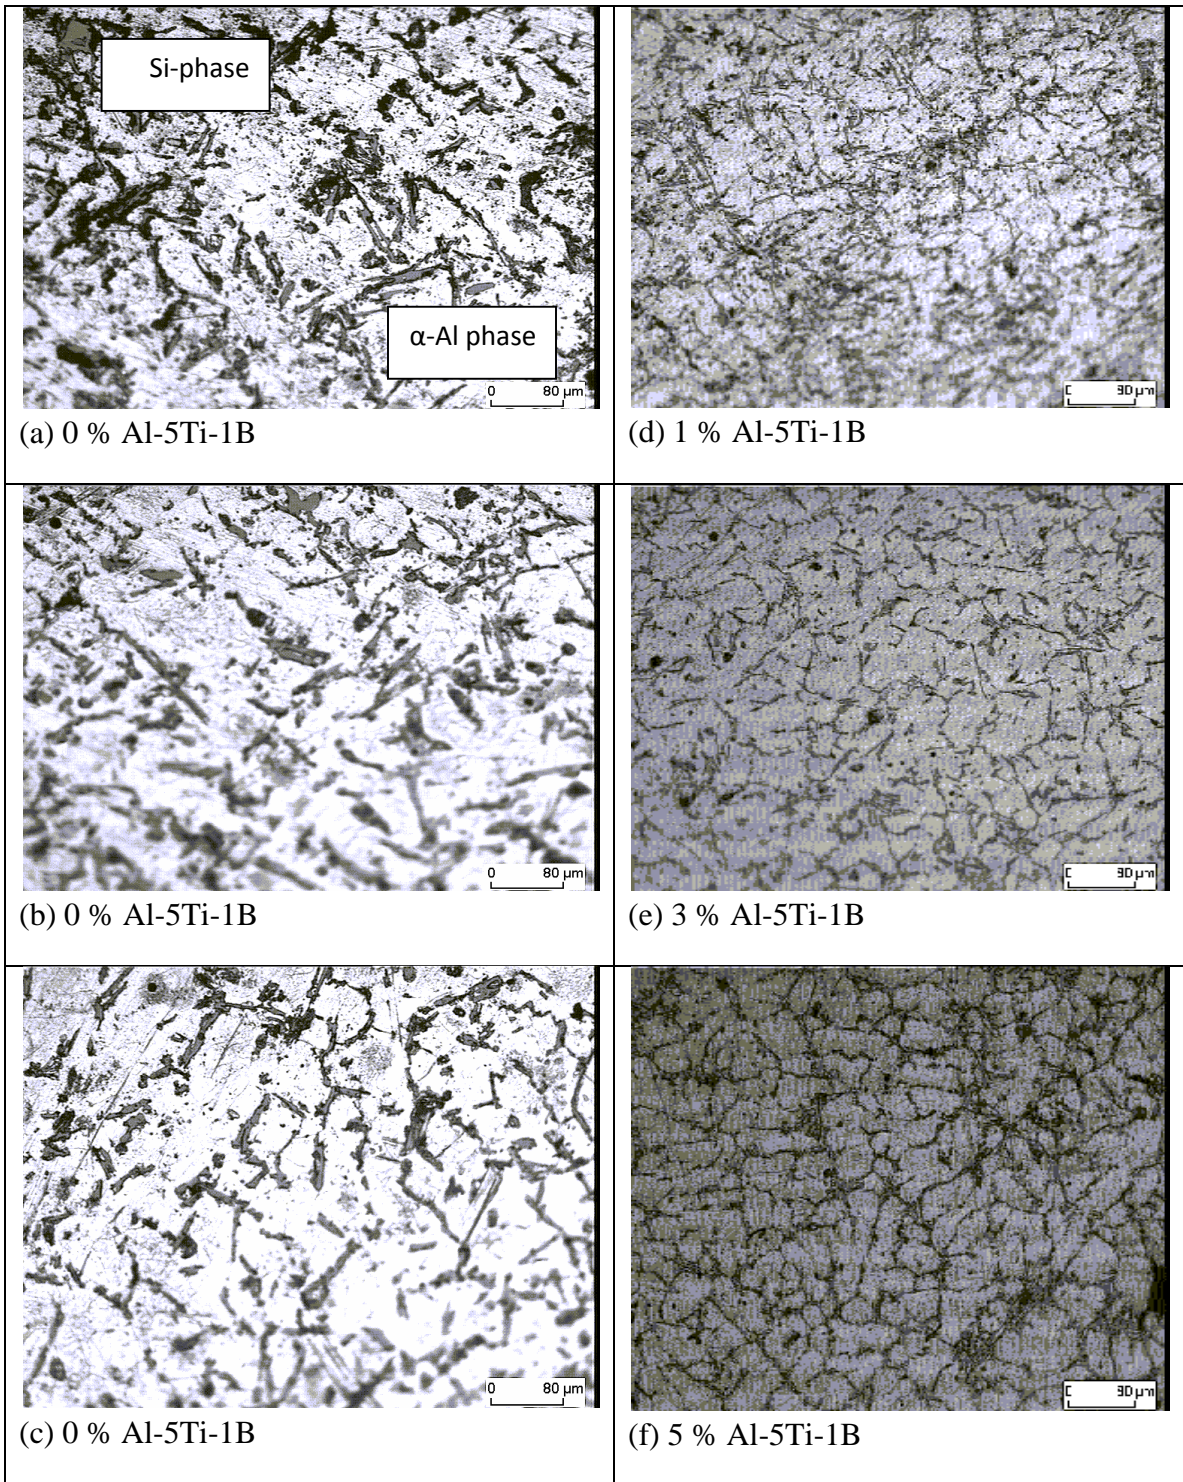 Si-phase
α-Al phase
0 80 µm
(a) 0 % Al-5Ti-1B
(d) 1 % Al-5Ti-1B
0 80 µm
(b) 0 % Al-5Ti-1B
(e) 3 % Al-5Ti-1B
0 80 µm
(c) 0 % Al-5Ti-1B
(f) 5 % Al-5Ti-1B